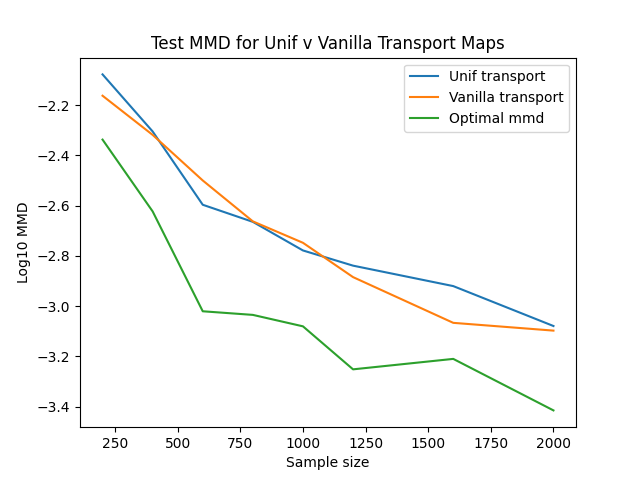 Test MMD for Unif v Vanilla Transport Maps
Unif transport
Vanilla transport
Optimal mmd
Log10 MMD
−2.2
−2.4
−2.6
−2.8
−3.0
−3.2
−3.4
250
500
750
1000
1250
1500
1750
2000
Sample size